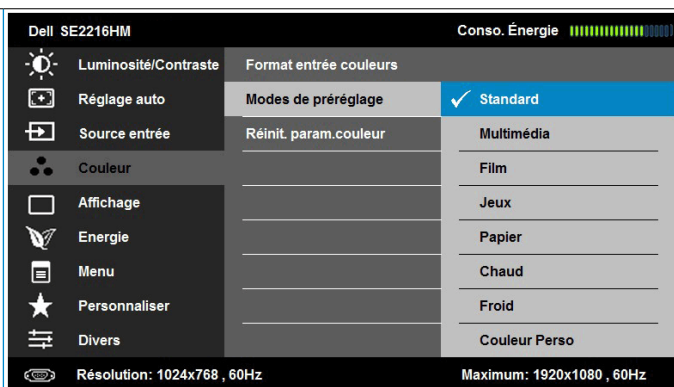 Dell SE2216HM Conso. Énergie
Luminosité/Contraste Format entrée couleurs
Réglage auto Modes de préréglage Standard
Source entrée Réinit. param.couleur Multimédia
Couleur Film
Affichage Jeux
Energie Papier
Menu Chaud
Personnaliser Froid
Divers Couleur Perso
Résolution: 1024x768 , 60Hz Maximum: 1920x1080 , 60Hz